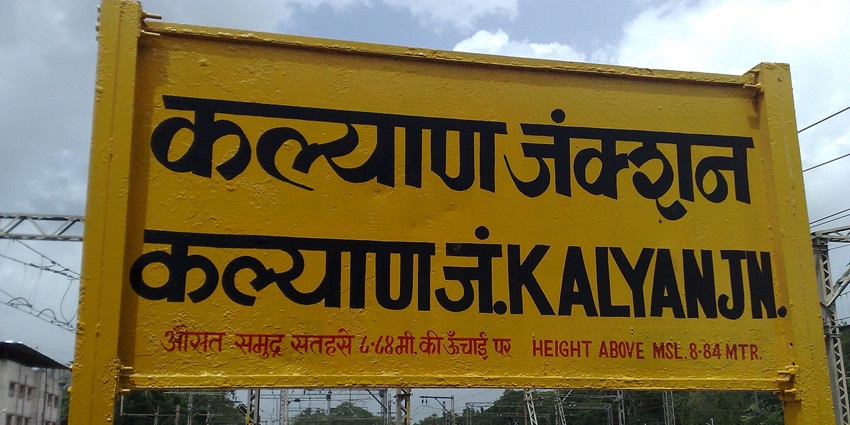 कल्याण जंक्शन
कल्याण जं. KALYAN JN.
औसत समुद्र सतहसे ८·८४ मी. की ऊँचाई पर HEIGHT ABOVE MSL. 8·84 MTR.